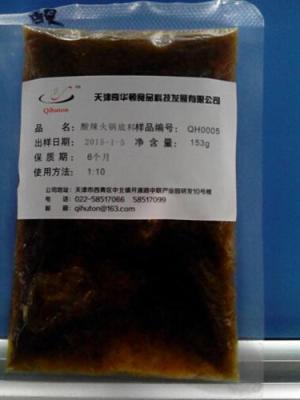 Qihuton
天津奇华顿食品科技发展有限公司
品 名: 酸辣火锅底料 样品编号: QH0005
出样日期: 2015-1-5 净 含 量: 153g
保 质 期: 6个月
使用方法: 1:10
公司地址: 天津市西青区中北镇开源路中联产业园研发10号楼
电 话: 022-58517066 58517099
邮 箱: qihuton@163.com